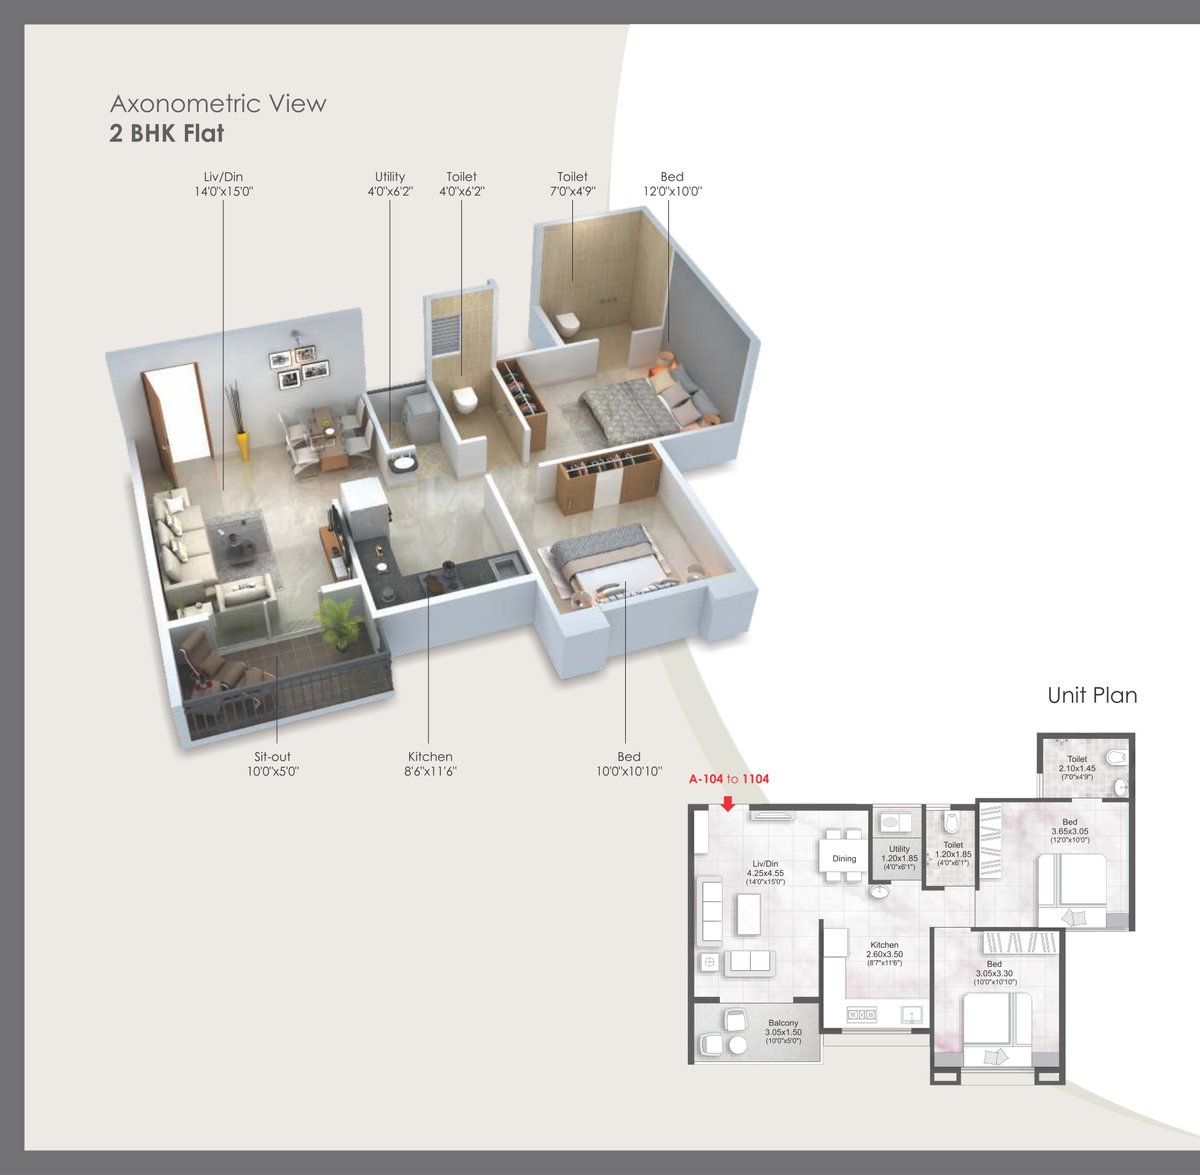 Axonometric View
2 BHK Flat
Liv/Din
14'0"x15'0"
Utility
4'0"x6'2"
Toilet
4'0"x6'2"
Toilet
7'0"x4'9"
Bed
12'0"x10'0"
Sit-out
10'0"x5'0"
Kitchen
8'6"x11'6"
Bed
10'0"x10'10"
Unit Plan
A-104 to 1104
Toilet
2.10x1.45
(7'0"x4'9")
Bed
3.65x3.05
(12'0"x10'0")
Liv/Din
4.25x4.55
(14'0"x15'0")
Dining
Utility
1.20x1.85
(4'0"x6'1")
Toilet
1.20x1.85
(4'0"x6'1")
Kitchen
2.60x3.50
(8'7"x11'6")
Bed
3.05x3.30
(10'0"x10'10")
Balcony
3.05x1.50
(10'0"x5'0")